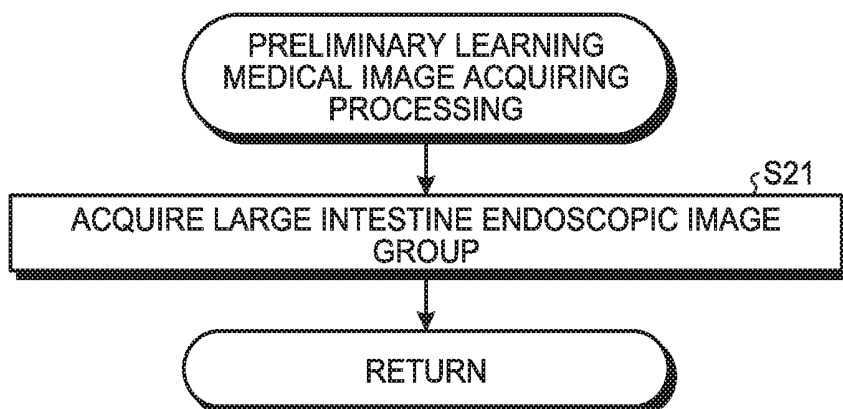 PRELIMINARY LEARNING
MEDICAL IMAGE ACQUIRING
PROCESSING
S21
ACQUIRE LARGE INTESTINE ENDOSCOPIC IMAGE
GROUP
RETURN